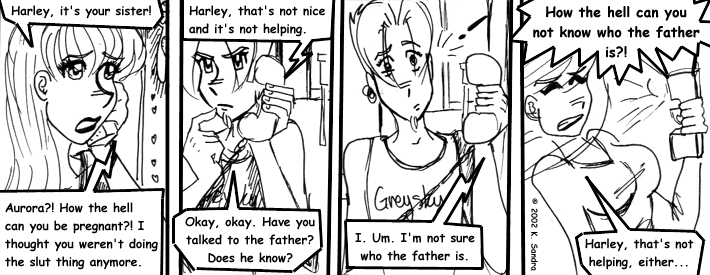 Harley, it's your sister!
Aurora?! How the hell
can you be pregnant?! I
thought you weren't doing
the slut thing anymore.
Harley, that's not nice
and it's not helping.
Okay, okay. Have you
talked to the father?
Does he know?
Greysky
I. Um. I'm not sure
who the father is.
How the hell can you
not know who the father
is?!
Harley, that's not
helping, either...
© 2002 K. Sandra